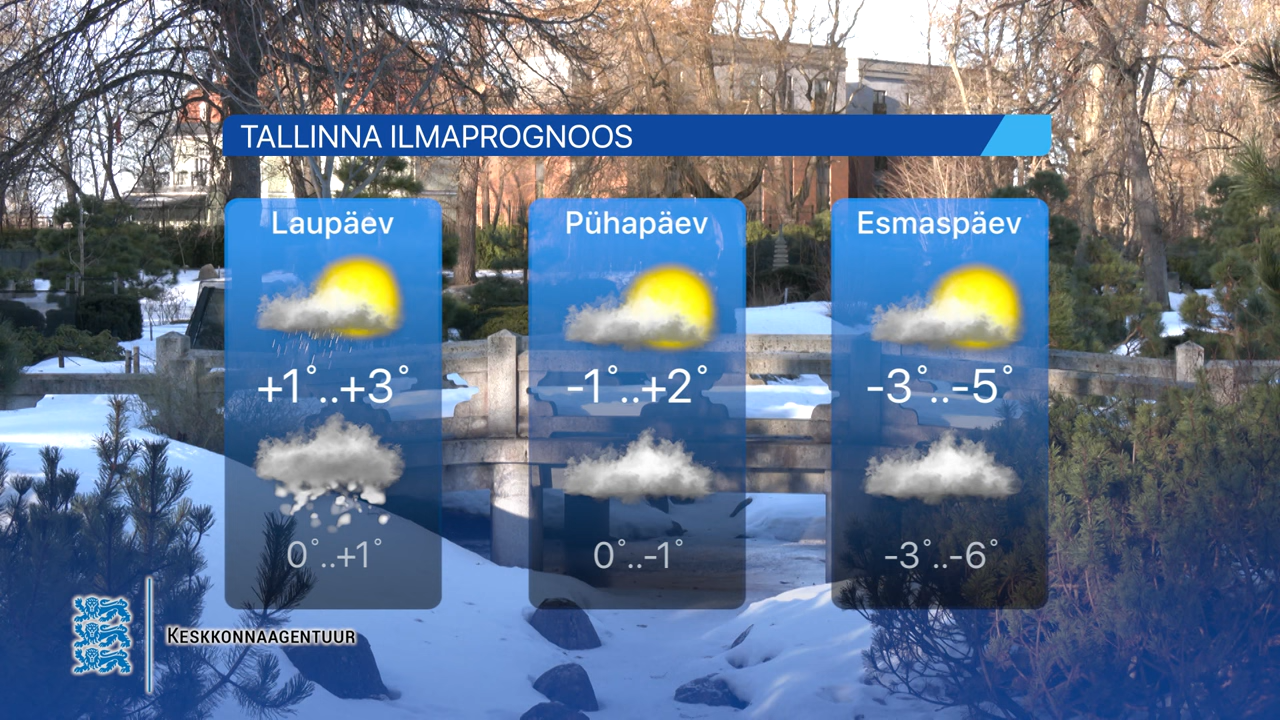 TALLINNA ILMAPROGNOOS
Laupäev
+1°..+3°
0°..+1°
Pühapäev
-1°..+2°
0°..-1°
Esmaspäev
-3°..-5°
-3°..-6°
KESKKONNAAGENTUUR